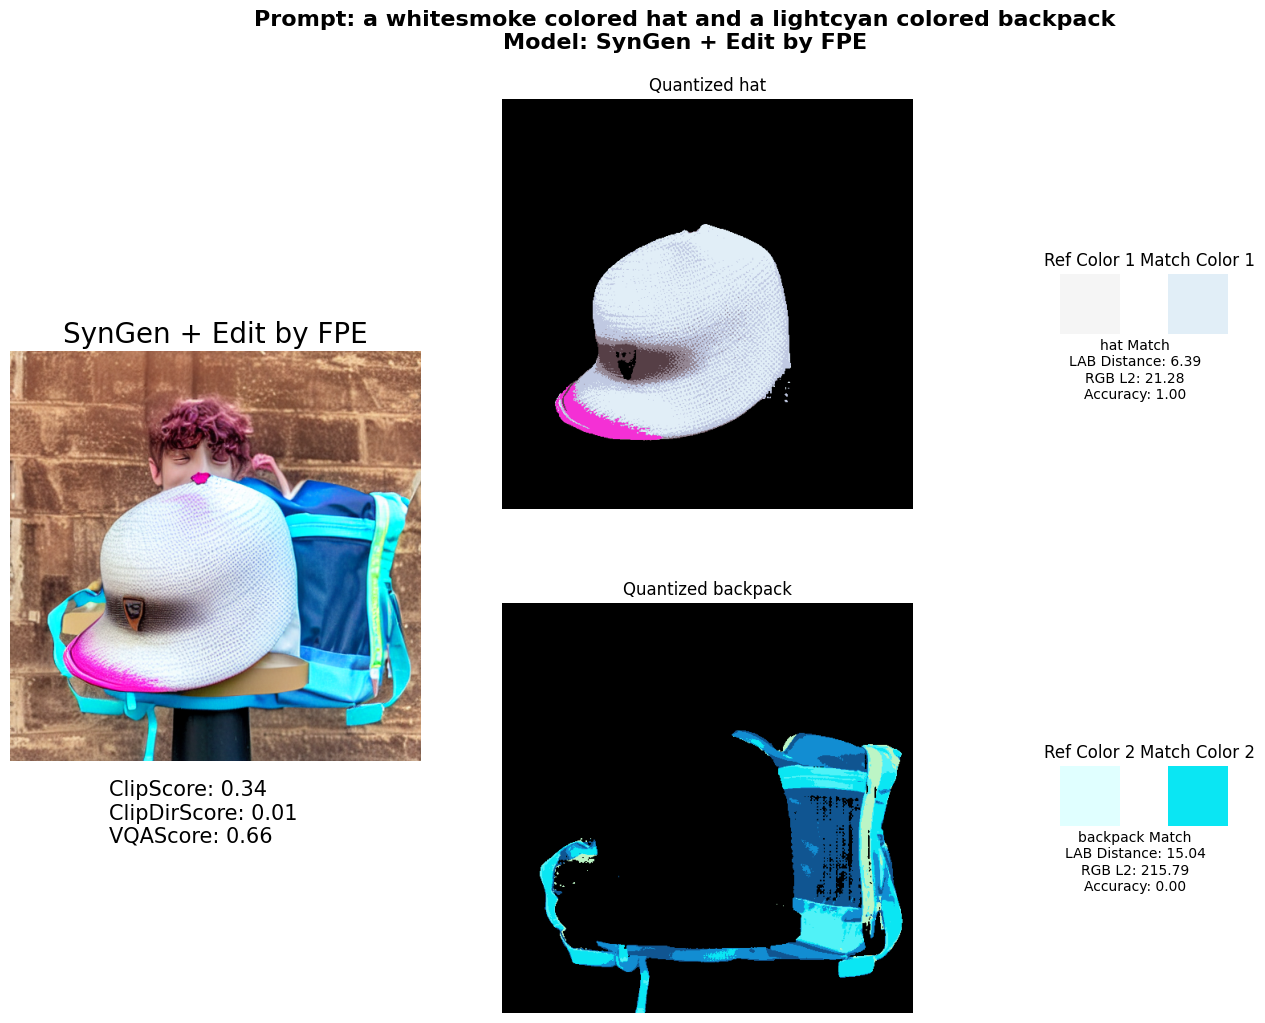 Prompt: a whitesmoke colored hat and a lightcyan colored backpack
Model: SynGen + Edit by FPE
Quantized hat
Ref Color 1 Match Color 1
hat Match
LAB Distance: 6.39
RGB L2: 21.28
Accuracy: 1.00
SynGen + Edit by FPE
ClipScore: 0.34
ClipDirScore: 0.01
VQAScore: 0.66
Quantized backpack
Ref Color 2 Match Color 2
backpack Match
LAB Distance: 15.04
RGB L2: 215.79
Accuracy: 0.00